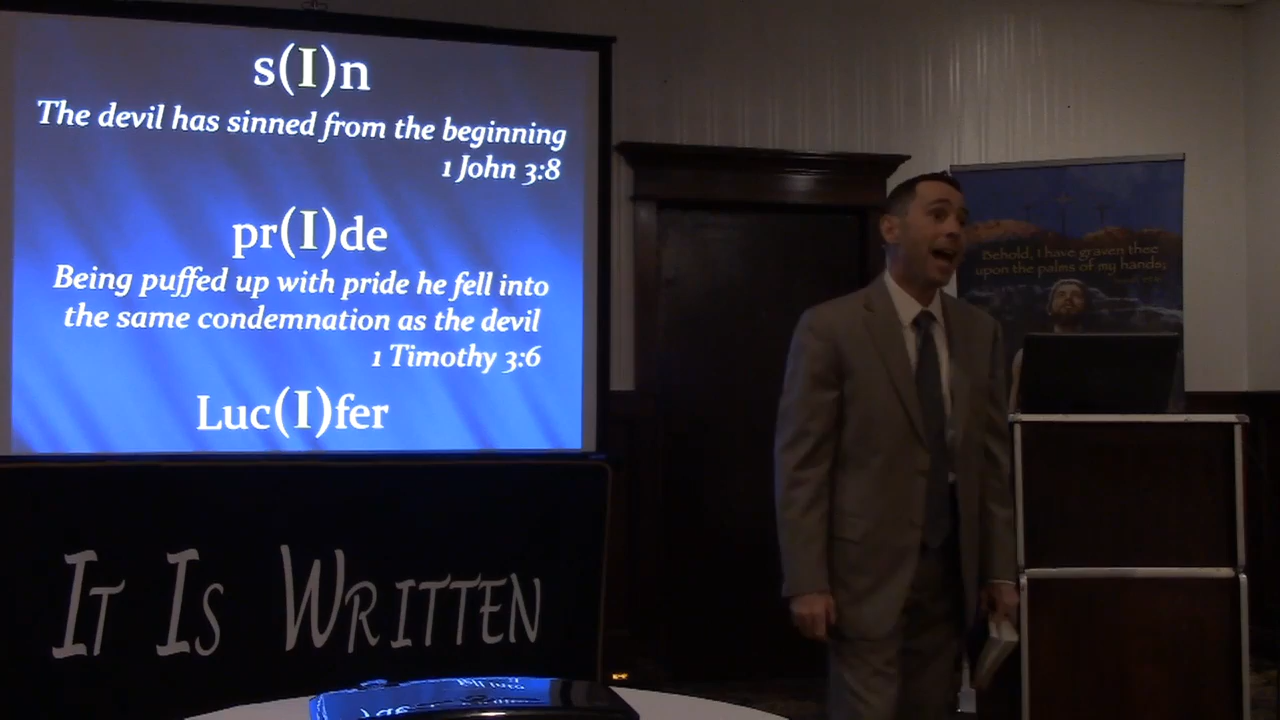 s(I)n
The devil has sinned from the beginning
1 John 3:8
pr(I)de
Being puffed up with pride he fell into
the same condemnation as the devil
1 Timothy 3:6
Luc(I)fer
Behold, I have graven thee
upon the palms of my hands;
IT IS WRITTEN